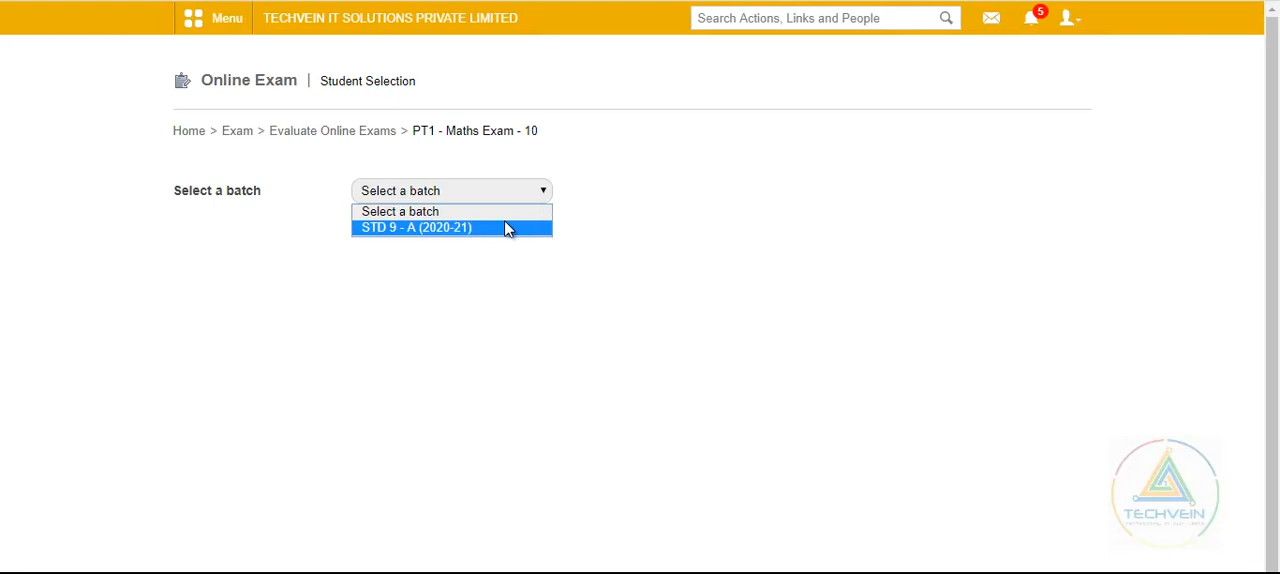 Menu
TECHVEIN IT SOLUTIONS PRIVATE LIMITED
Search Actions, Links and People
5
Online Exam | Student Selection
Home > Exam > Evaluate Online Exams > PT1 - Maths Exam - 10
Select a batch
Select a batch
Select a batch
STD 9 - A (2020-21)
TECHVEIN